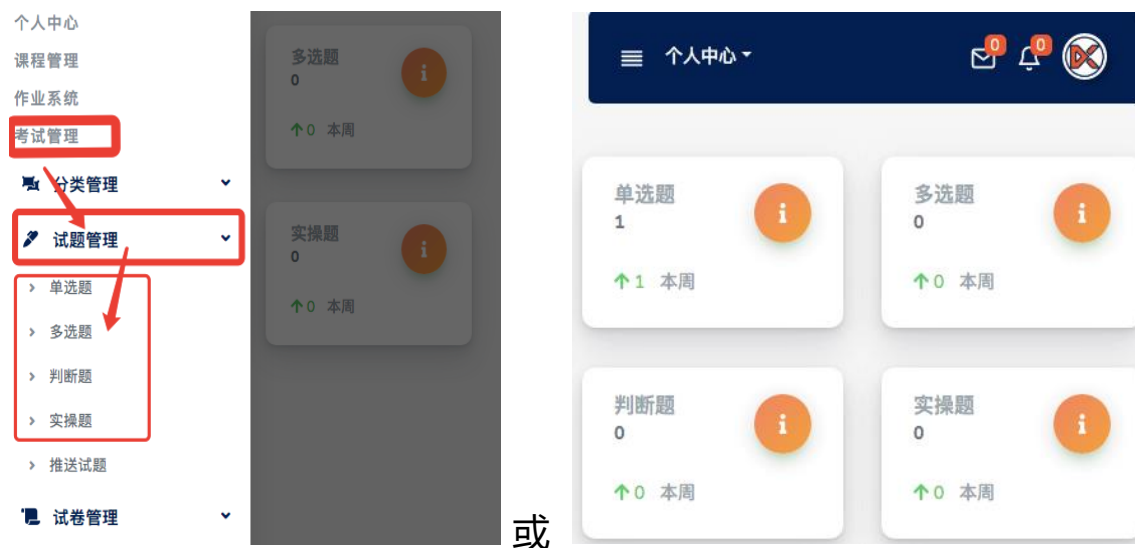 个人中心
课程管理
作业系统
考试管理
分类管理
试题管理
单选题
多选题
判断题
实操题
推送试题
试卷管理
多选题
0
0 本周
实操题
0
0 本周
或
个人中心
0
0
单选题
1
1 本周
多选题
0
0 本周
判断题
0
0 本周
实操题
0
0 本周